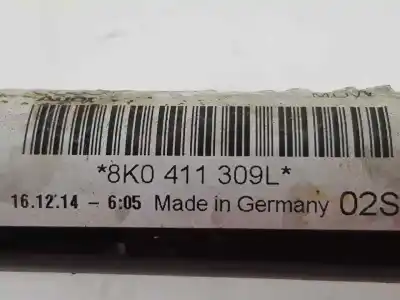 *8K0 411 309L*
16.12.14 – 6:05 Made in Germany 02S